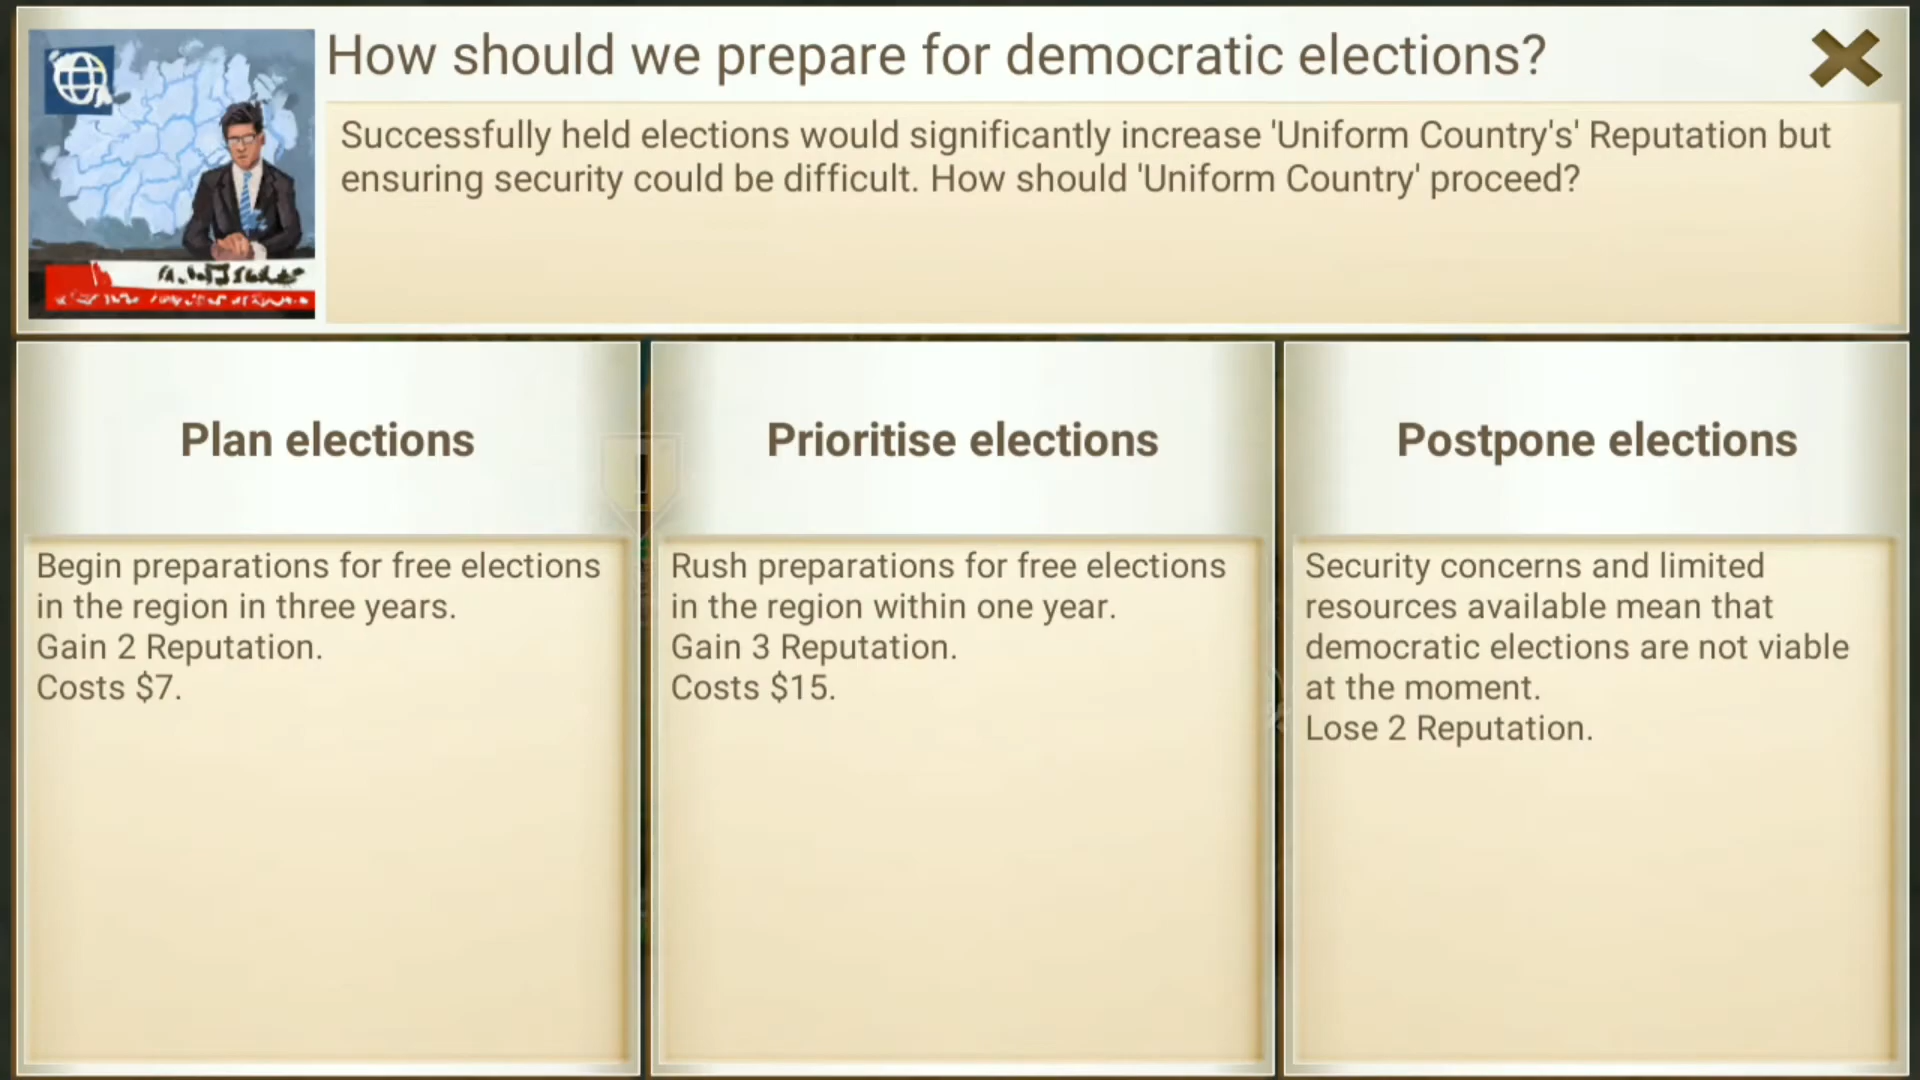 How should we prepare for democratic elections?
Successfully held elections would significantly increase 'Uniform Country's' Reputation but
ensuring security could be difficult. How should 'Uniform Country' proceed?
Plan elections
Begin preparations for free elections
in the region in three years.
Gain 2 Reputation.
Costs $7.
Prioritise elections
Rush preparations for free elections
in the region within one year.
Gain 3 Reputation.
Costs $15.
Postpone elections
Security concerns and limited
resources available mean that
democratic elections are not viable
at the moment.
Lose 2 Reputation.